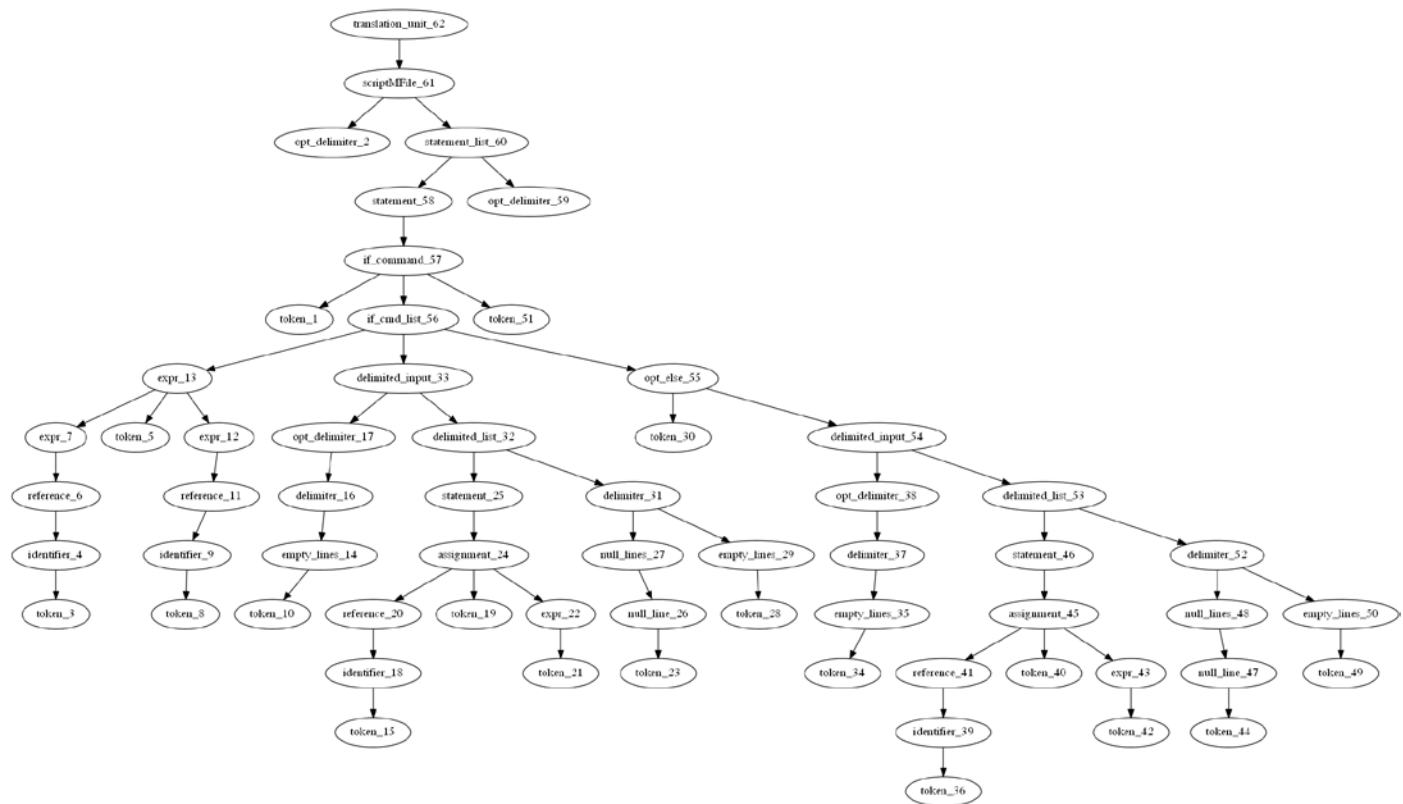 translation_unit_62
scriptMFile_61
opt_delimiter_2 statement_list_60
statement_58 opt_delimiter_59
if_command_57
token_1 if_cmd_list_56 token_51
expr_13 delimited_input_33 opt_else_55
expr_7 token_5 expr_12 opt_delimiter_17 delimited_list_32 token_30 delimited_input_54
reference_6 reference_11 delimiter_16 statement_25 delimiter_31 opt_delimiter_38 delimited_list_53
identifier_4 identifier_9 empty_lines_14 assignment_24 null_lines_27 empty_lines_29 delimiter_37 statement_46 delimiter_52
token_3 token_8 token_10 reference_20 token_19 expr_22 null_line_26 token_28 empty_lines_35 assignment_45 null_lines_48 empty_lines_50
identifier_18 token_21 token_23 token_34 reference_41 token_40 expr_43 null_line_47 token_49
token_15 identifier_39 token_42 token_44
token_36